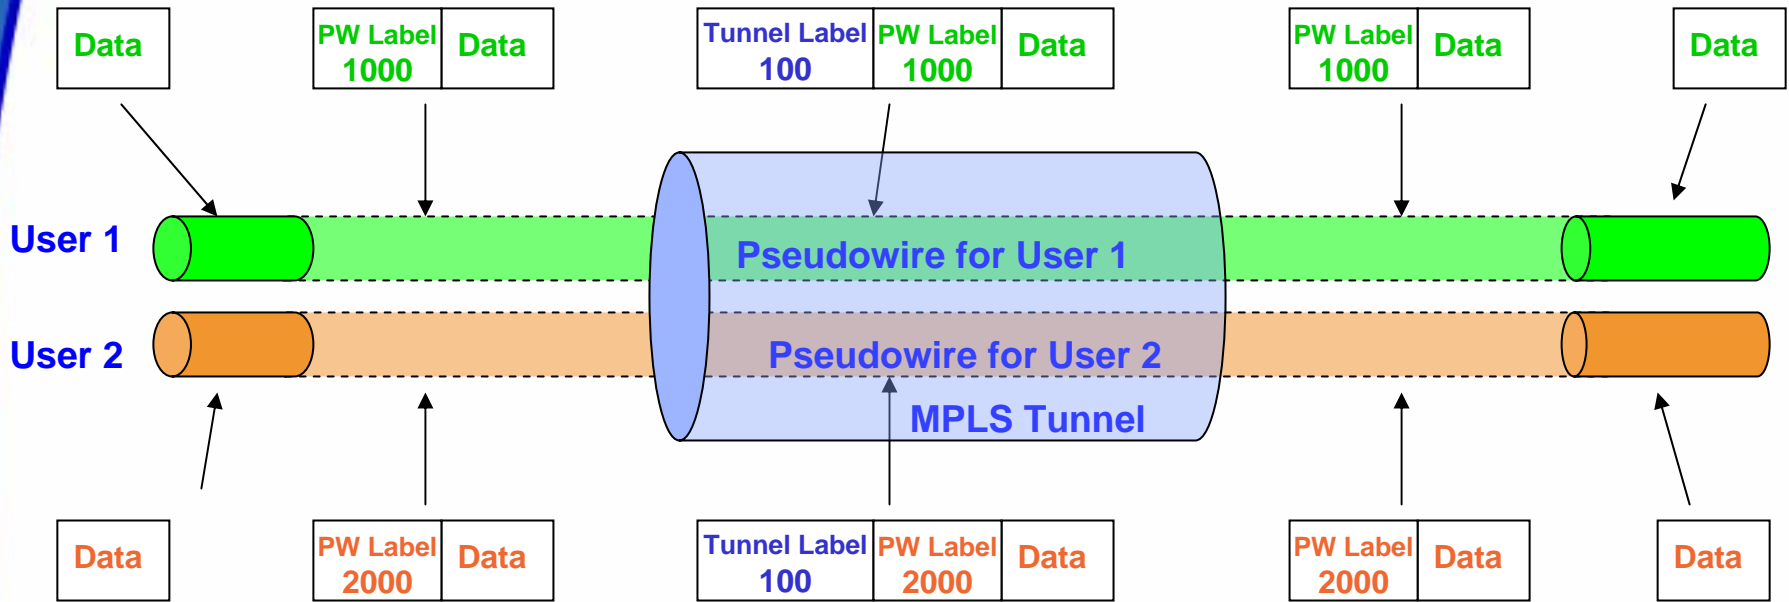 Data
PW Label
1000
Data
Tunnel Label
100
PW Label
1000
Data
PW Label
1000
Data
Data
User 1
Pseudowire for User 1
User 2
Pseudowire for User 2
MPLS Tunnel
Data
PW Label
2000
Data
Tunnel Label
100
PW Label
2000
Data
PW Label
2000
Data
Data